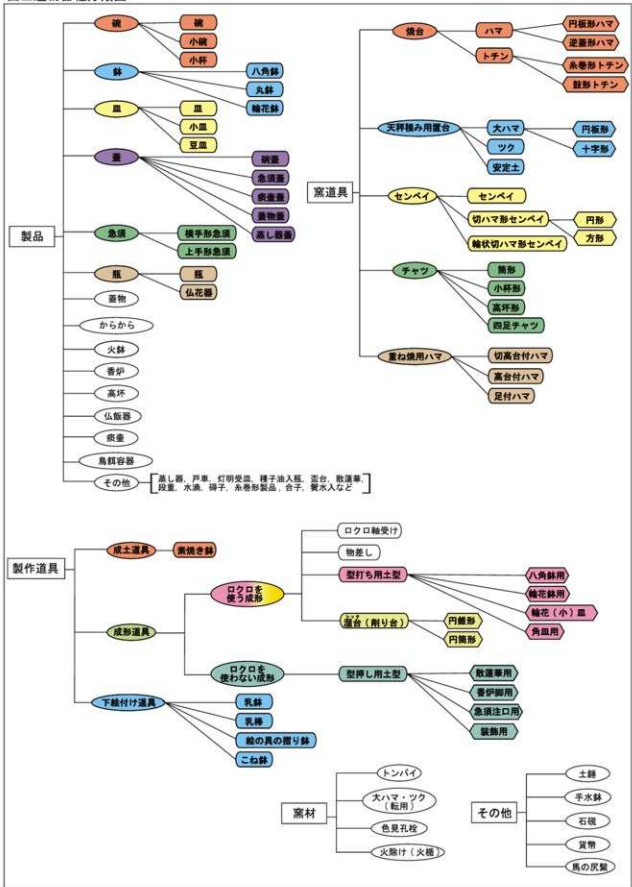 製品
碗
碗
小碗
小杯
鉢
八角鉢
丸鉢
輪花鉢
皿
皿
小皿
豆皿
蓋
碗蓋
急須蓋
痰壷蓋
蓋物蓋
蒸し器蓋
急須
横手形急須
上手形急須
瓶
瓶
仏花器
蓋物
からから
火鉢
香炉
高坏
仏飯器
痰壷
鳥餌容器
その他
蒸し器、戸車、灯明受皿、種子油入瓶、盃台、散蓮華、
段重、水滴、碍子、糸巻形製品、合子、鬢水入など
窯道具
焼台
ハマ
円板形ハマ
逆蓋形ハマ
トチン
糸巻形トチン
鼓形トチン
天秤積み用置台
大ハマ
円板形
十字形
ツク
安定土
センベイ
センベイ
切ハマ形センベイ
輪状切ハマ形センベイ
円形
方形
チャツ
筒形
小杯形
高坏形
四足チャツ
重ね焼用ハマ
切高台付ハマ
高台付ハマ
足付ハマ
製作道具
成土道具
素焼き鉢
成形道具
ロクロを
使う成形
ロクロ軸受け
物差し
型打ち用土型
八角鉢用
輪花鉢用
輪花(小)皿
角皿用
湿台(削り台)
円錐形
円筒形
ロクロを
使わない成形
型押し用土型
散蓮華用
香炉脚用
急須注口用
装飾用
下絵付け道具
乳鉢
乳棒
絵の具の摺り鉢
こね鉢
窯材
トンバイ
大ハマ・ツク
(転用)
色見孔栓
火除け(火楯)
その他
土錘
手水鉢
石硯
貨幣
馬の尻繋